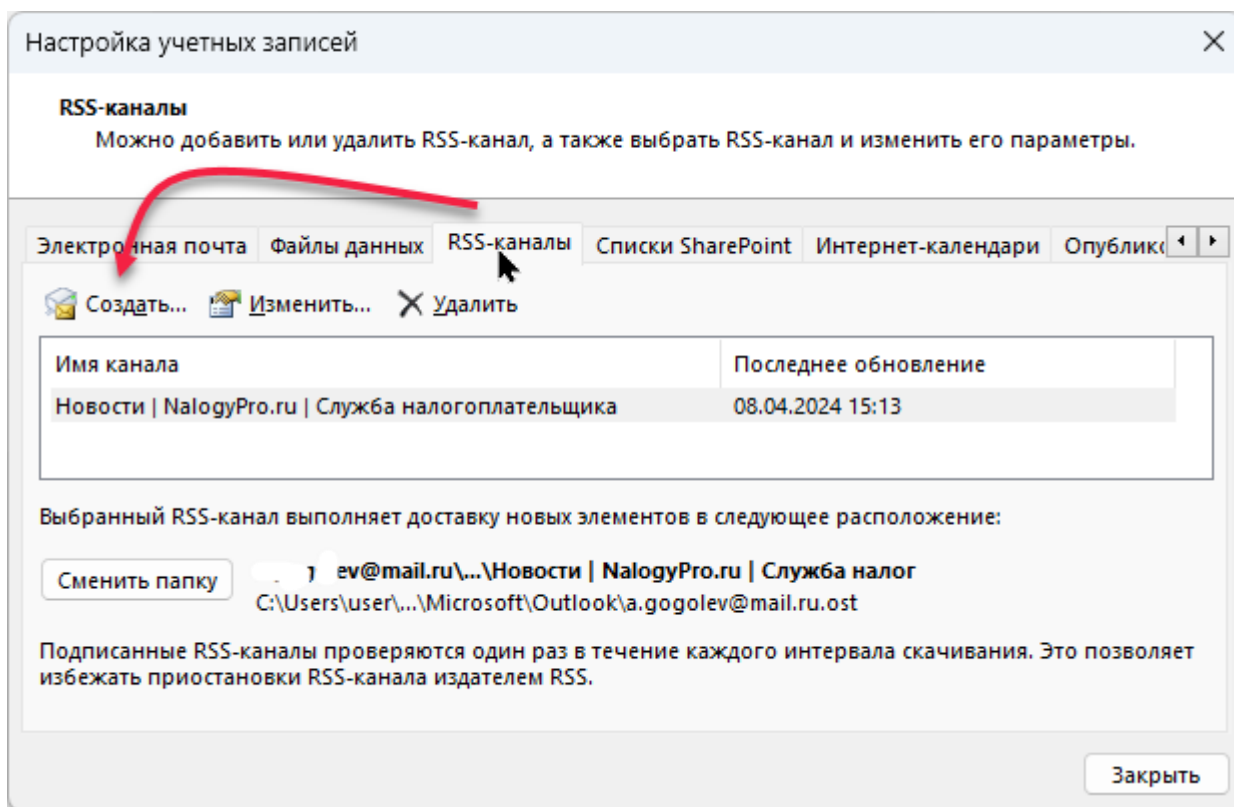 Настройка учетных записей
RSS-каналы
Можно добавить или удалить RSS-канал, а также выбрать RSS-канал и изменить его параметры.
Электронная почта Файлы данных RSS-каналы Списки SharePoint Интернет-календари Опублико
Создать... Изменить... Удалить
Имя канала Последнее обновление
Новости | NalogyPro.ru | Служба налогоплательщика 08.04.2024 15:13
Выбранный RSS-канал выполняет доставку новых элементов в следующее расположение:
Сменить папку ev@mail.ru\...\Новости | NalogyPro.ru | Служба налог
C:\Users\user\...\Microsoft\Outlook\a.gogolev@mail.ru.ost
Подписанные RSS-каналы проверяются один раз в течение каждого интервала скачивания. Это позволяет
избежать приостановки RSS-канала издателем RSS.
Закрыть